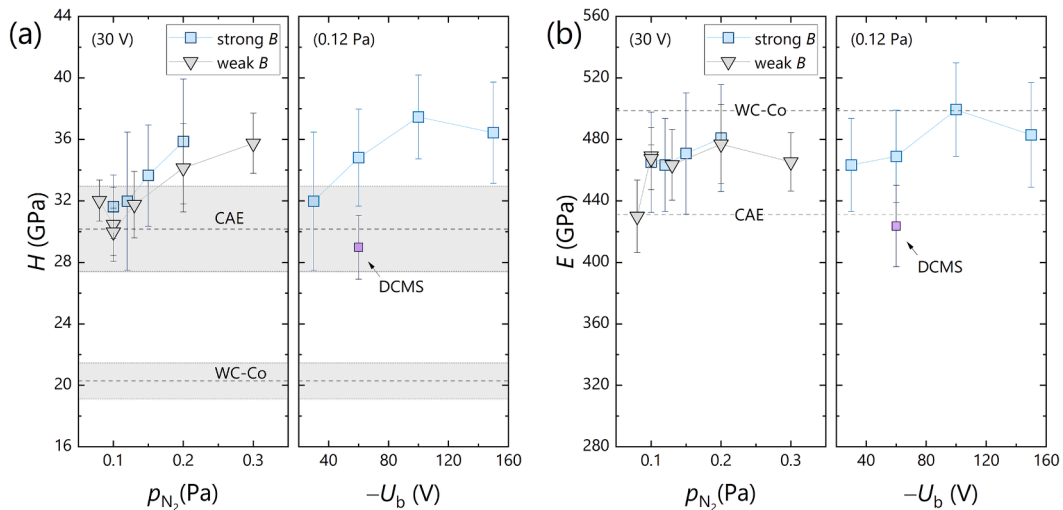 (a)
(30 V)
strong B
weak B
(0.12 Pa)
44
40
36
32
28
24
20
16
H (GPa)
CAE
WC-Co
DCMS
0.1
0.2
0.3
40
80
120
160
pN2(Pa)
−Ub (V)
(b)
(30 V)
strong B
weak B
(0.12 Pa)
560
520
480
440
400
360
320
280
E (GPa)
WC-Co
CAE
DCMS
0.1
0.2
0.3
40
80
120
160
pN2(Pa)
−Ub (V)